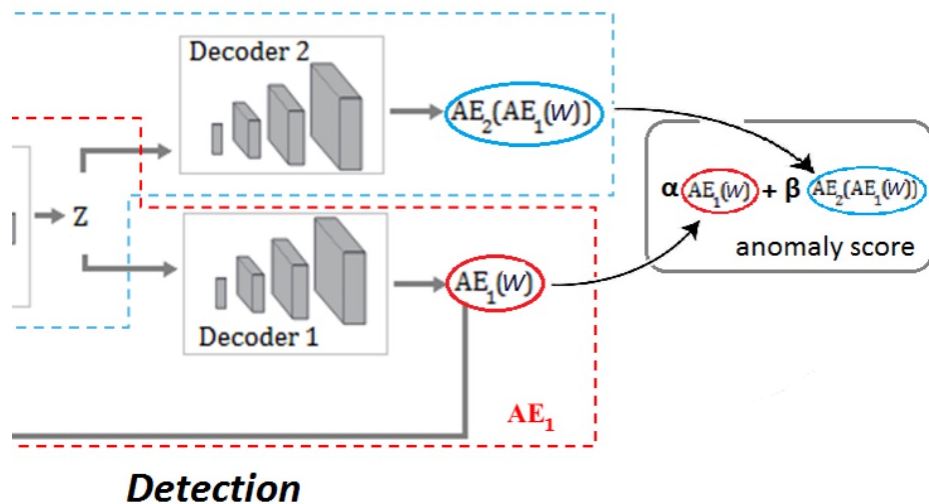 Decoder 2
AE₂(AE₁(W))
Z
α AE₁(W) + β AE₂(AE₁(W))
anomaly score
AE₁(W)
Decoder 1
AE₁
Detection